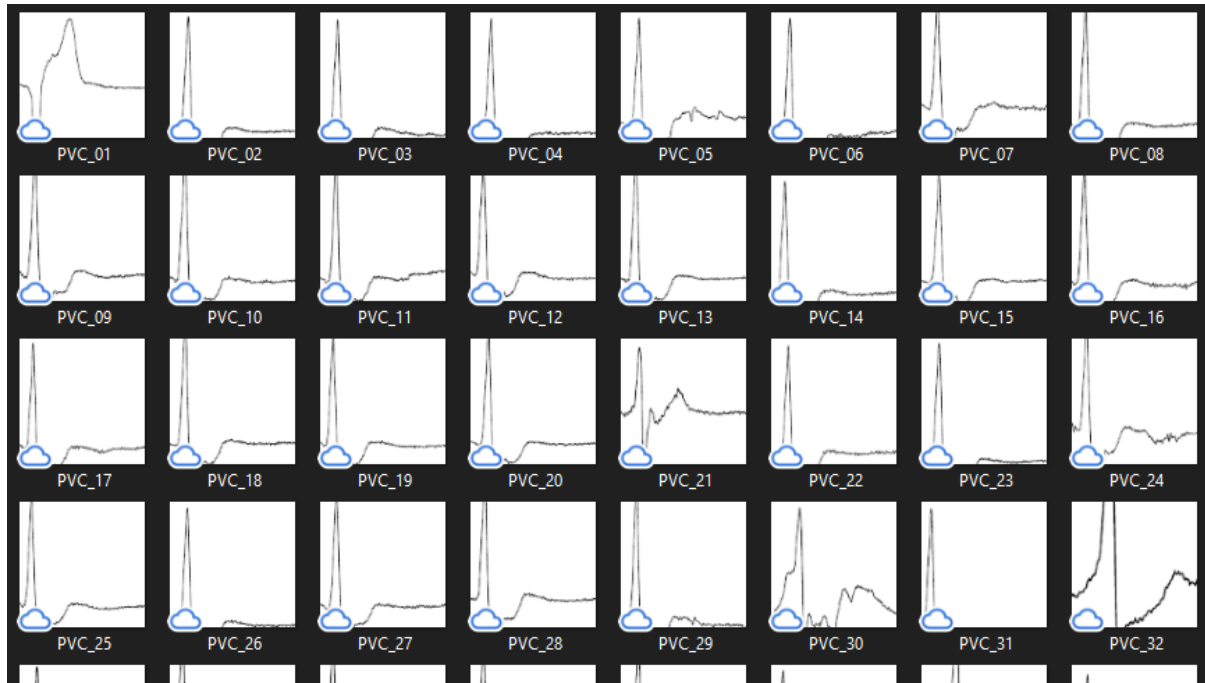 PVC_01 PVC_02 PVC_03 PVC_04 PVC_05 PVC_06 PVC_07 PVC_08
PVC_09 PVC_10 PVC_11 PVC_12 PVC_13 PVC_14 PVC_15 PVC_16
PVC_17 PVC_18 PVC_19 PVC_20 PVC_21 PVC_22 PVC_23 PVC_24
PVC_25 PVC_26 PVC_27 PVC_28 PVC_29 PVC_30 PVC_31 PVC_32